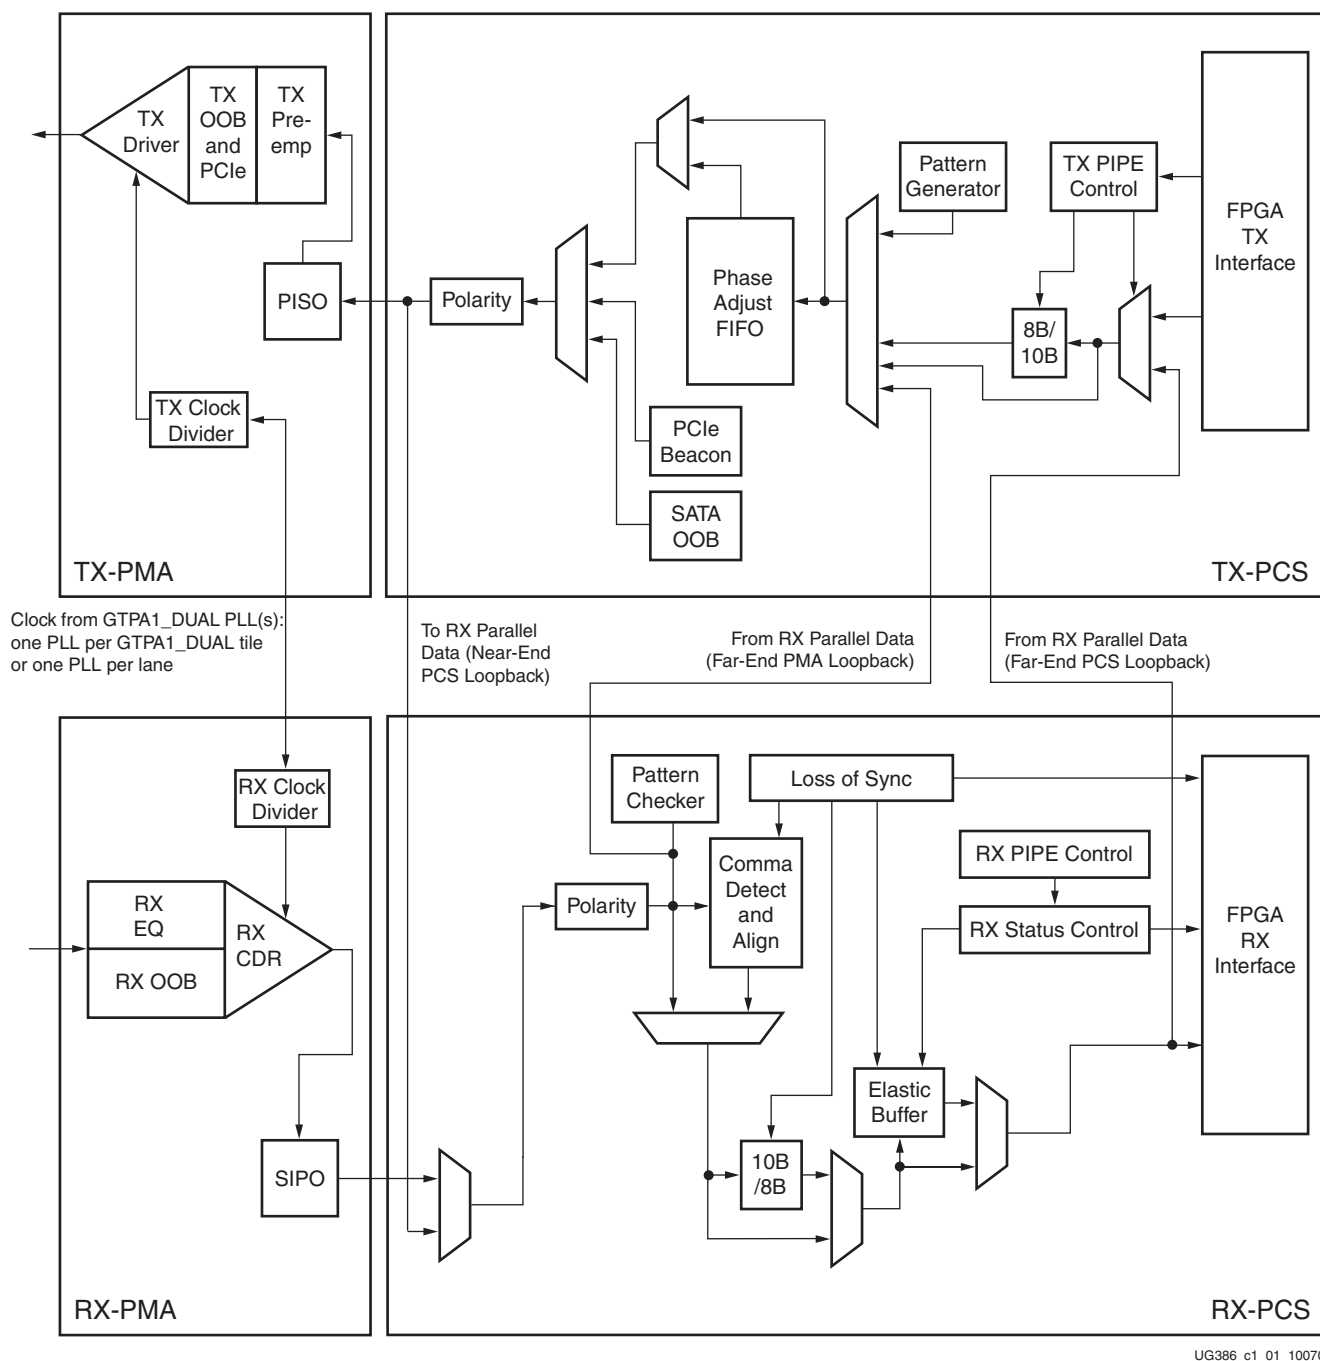 TX
Driver
TX
OOB
and
PCIe
TX
Pre-
emp
PISO
TX Clock
Divider
TX-PMA
Polarity
Phase
Adjust
FIFO
PCIe
Beacon
SATA
OOB
Pattern
Generator
TX PIPE
Control
8B/
10B
FPGA
TX
Interface
TX-PCS
Clock from GTPA1_DUAL PLL(s):
one PLL per GTPA1_DUAL tile
or one PLL per lane
To RX Parallel
Data (Near-End
PCS Loopback)
From RX Parallel Data
(Far-End PMA Loopback)
From RX Parallel Data
(Far-End PCS Loopback)
RX Clock
Divider
RX
EQ
RX OOB
RX
CDR
SIPO
RX-PMA
Pattern
Checker
Loss of Sync
Polarity
Comma
Detect
and
Align
RX PIPE Control
RX Status Control
Elastic
Buffer
10B
/8B
FPGA
RX
Interface
RX-PCS
UG386_c1_01_10070